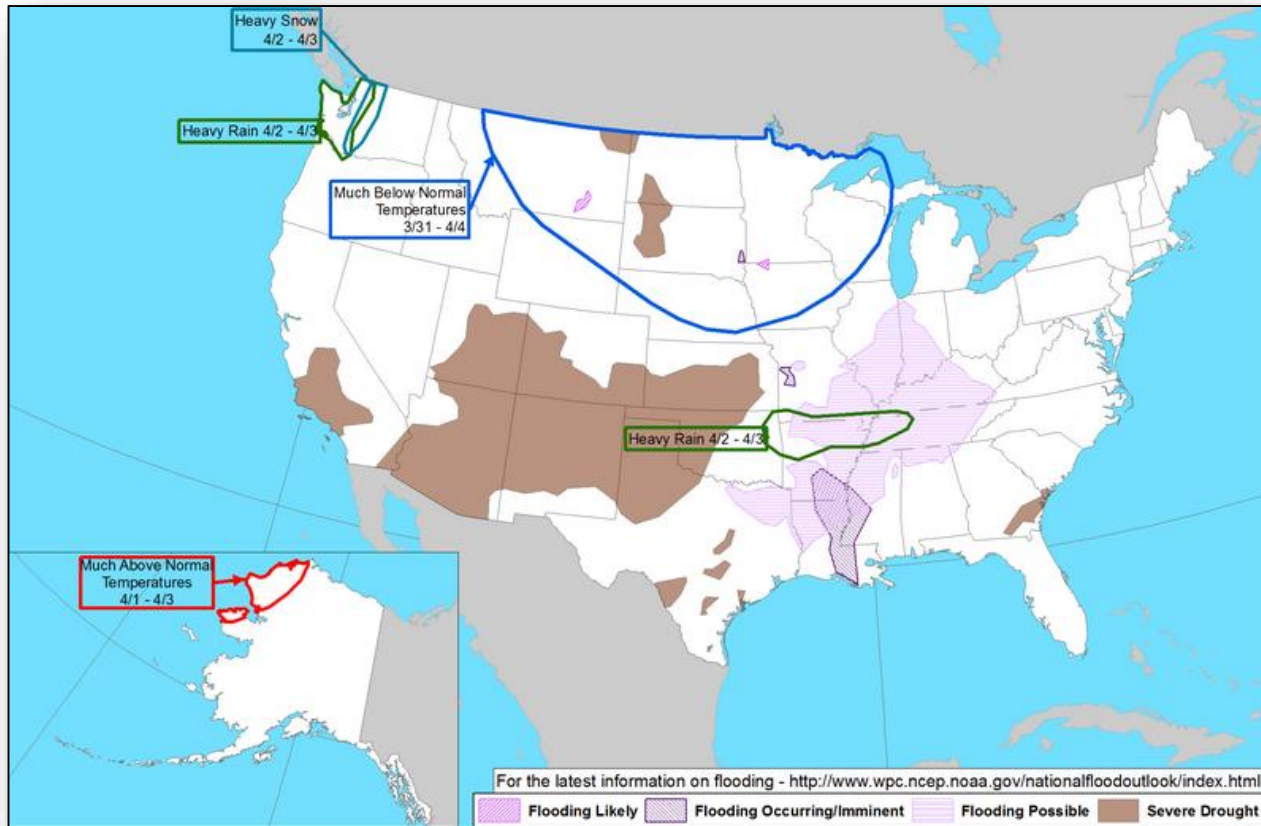 Heavy Snow
4/2 - 4/3
Heavy Rain 4/2 - 4/3
Much Below Normal
Temperatures
3/31 - 4/4
Heavy Rain 4/2 - 4/3
Much Above Normal
Temperatures
4/1 - 4/3
For the latest information on flooding - http://www.wpc.ncep.noaa.gov/nationalfloodoutlook/index.html
Flooding Likely
Flooding Occurring/Imminent
Flooding Possible
Severe Drought